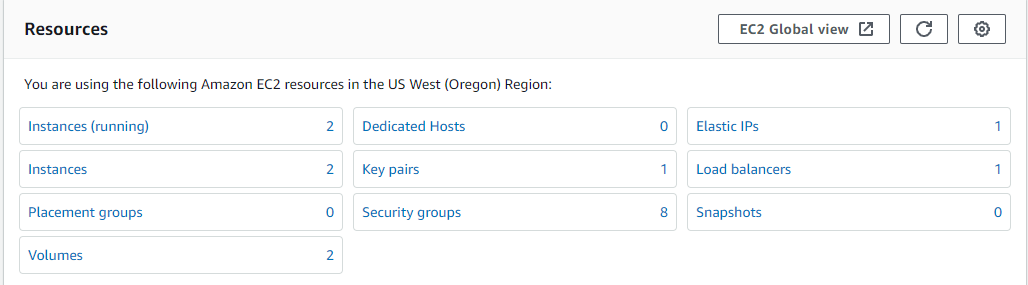 Resources
EC2 Global view
You are using the following Amazon EC2 resources in the US West (Oregon) Region:
Instances (running) 2
Dedicated Hosts 0
Elastic IPs 1
Instances 2
Key pairs 1
Load balancers 1
Placement groups 0
Security groups 8
Snapshots 0
Volumes 2